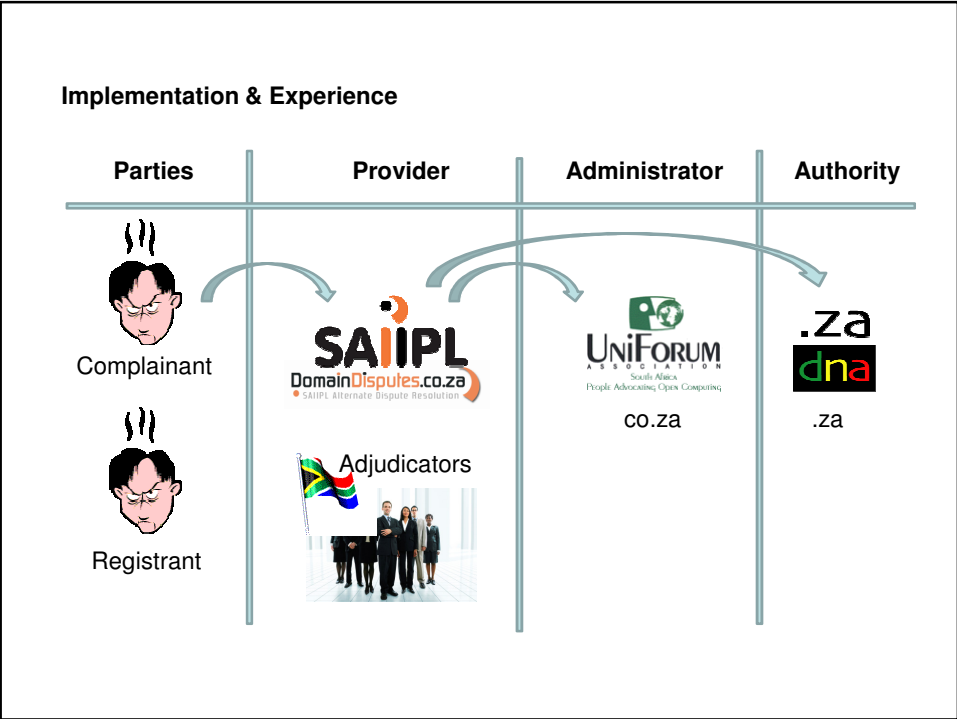 Implementation & Experience
Parties
Provider
Administrator
Authority
Complainant
SAIIPL
DomainDisputes.co.za
SAIIPL Alternate Dispute Resolution
UNIFORUM
ASSOCIATION
South Africa
People Advocating Open Computing
co.za
.za
dna
.za
Adjudicators
Registrant